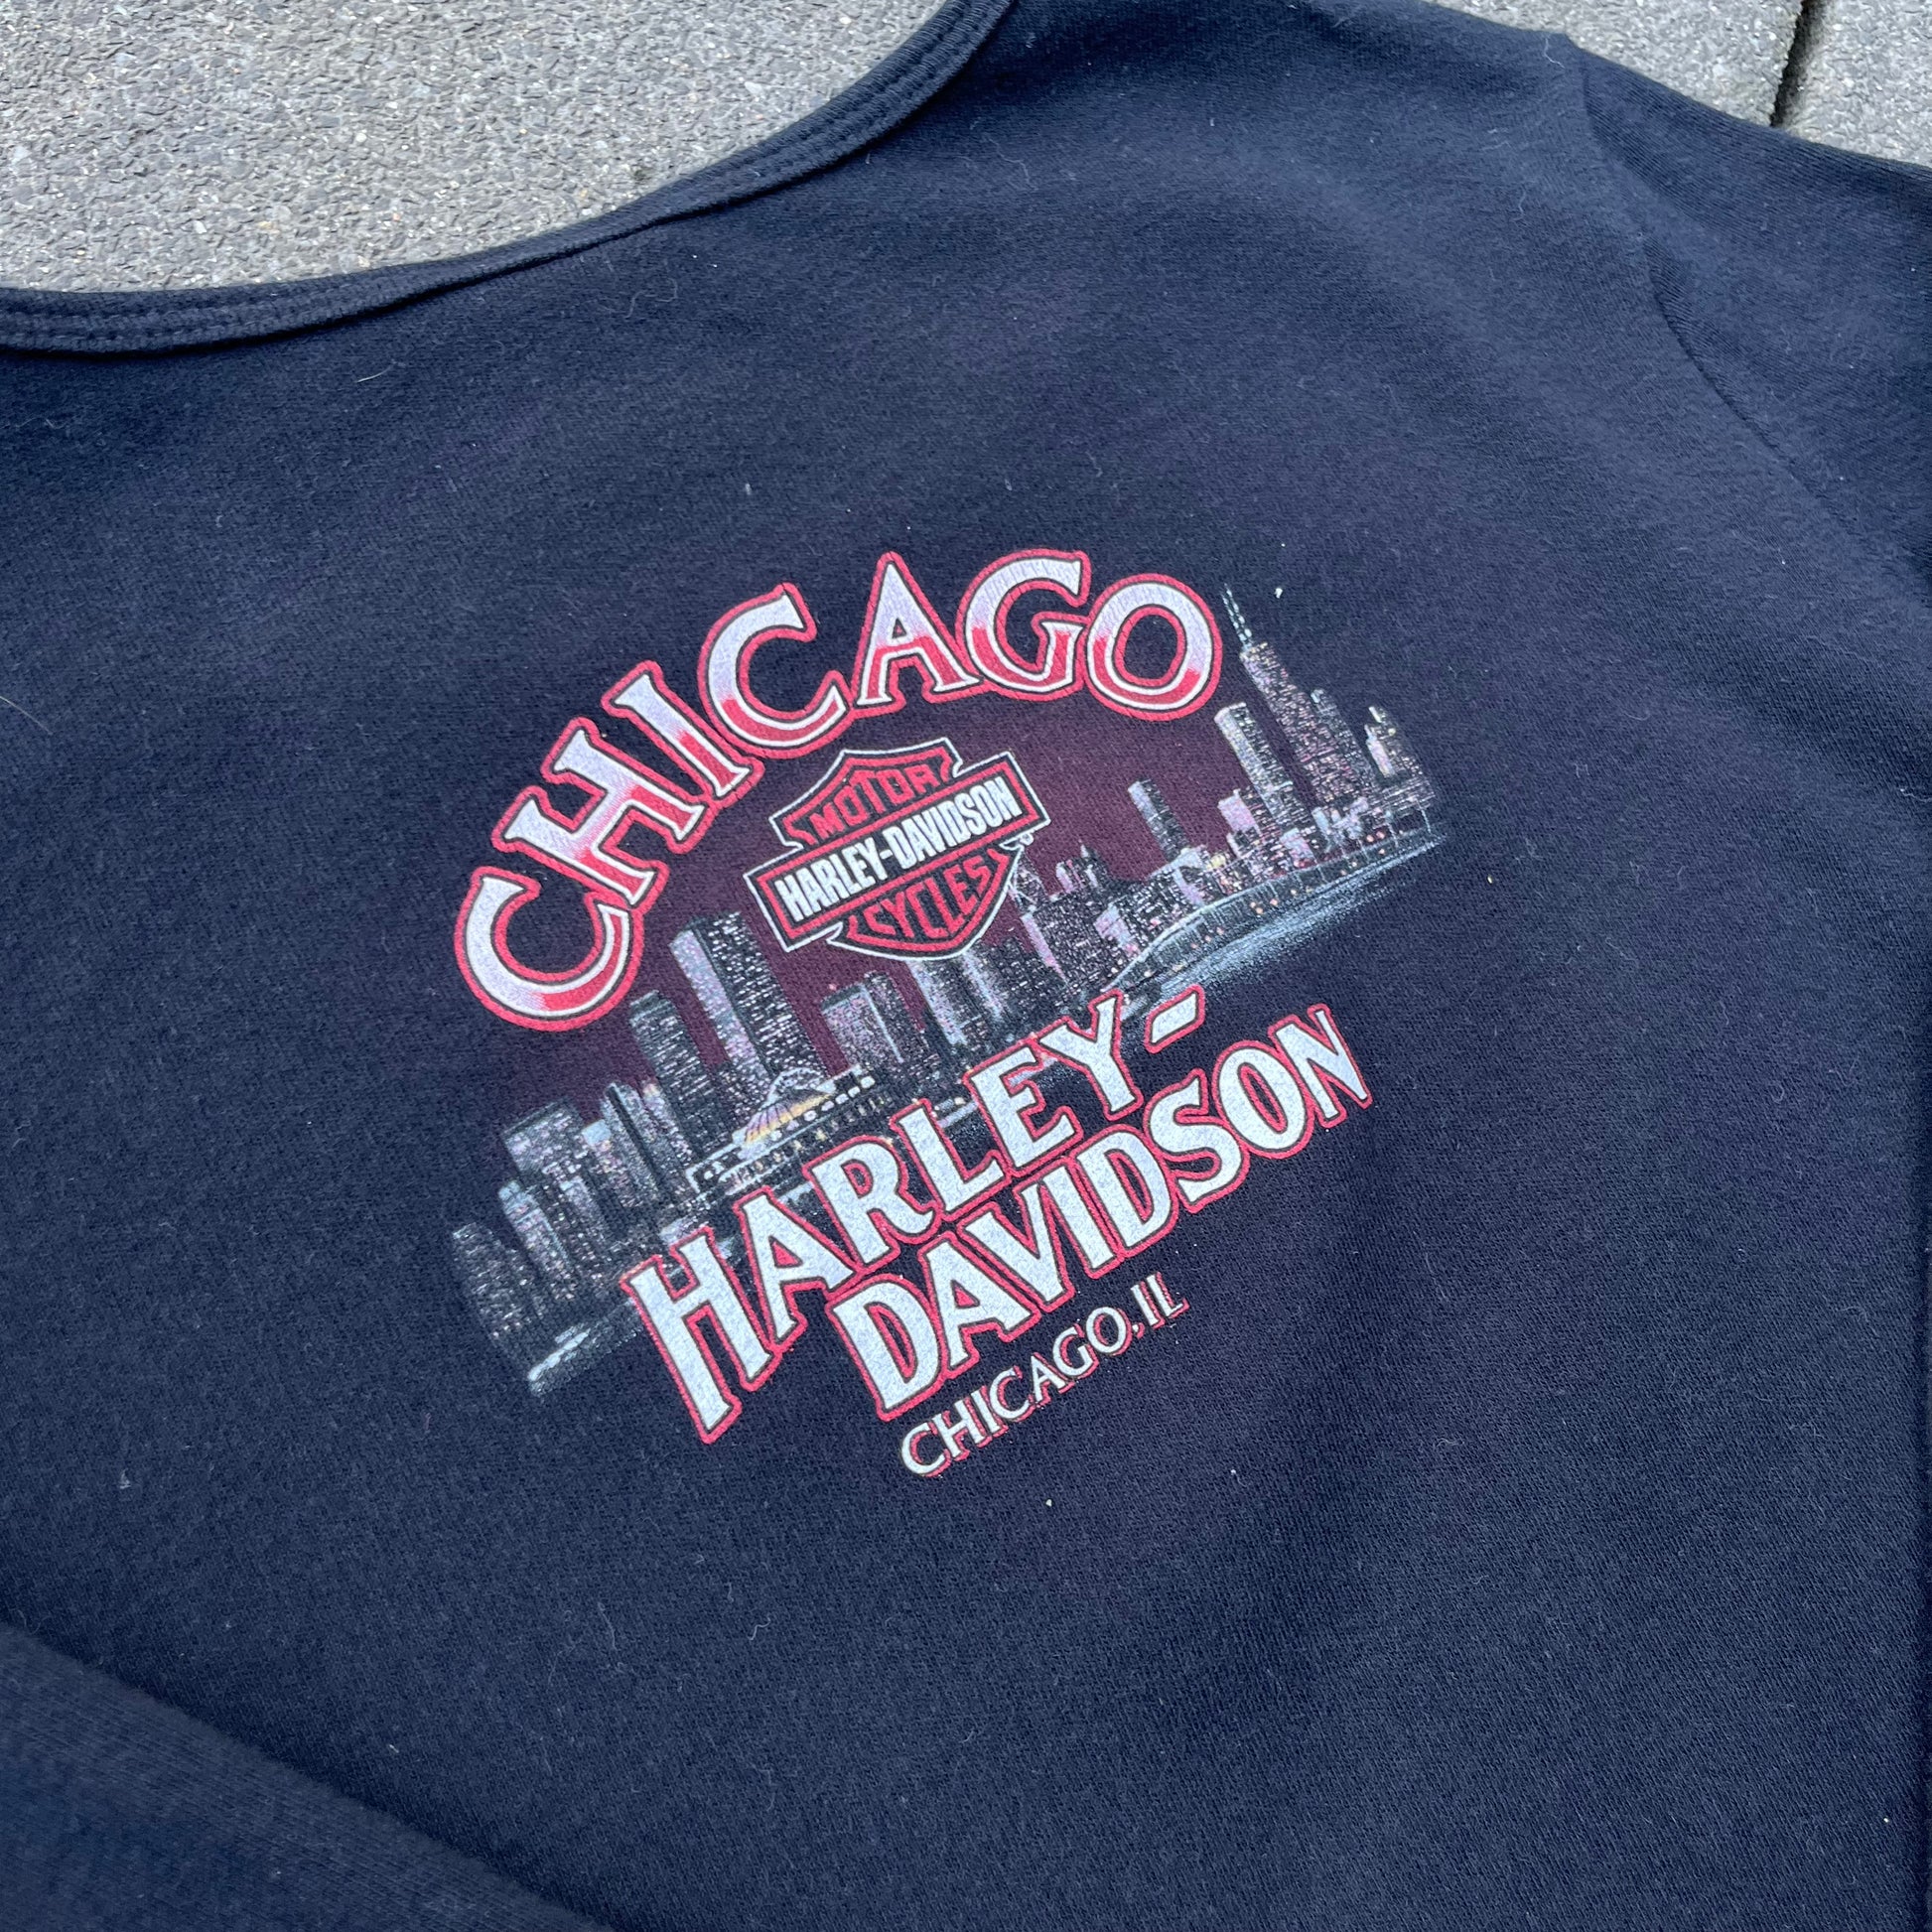 CHICAGO
MOTOR
HARLEY-DAVIDSON
CYCLES
HARLEY-
DAVIDSON
CHICAGO, IL